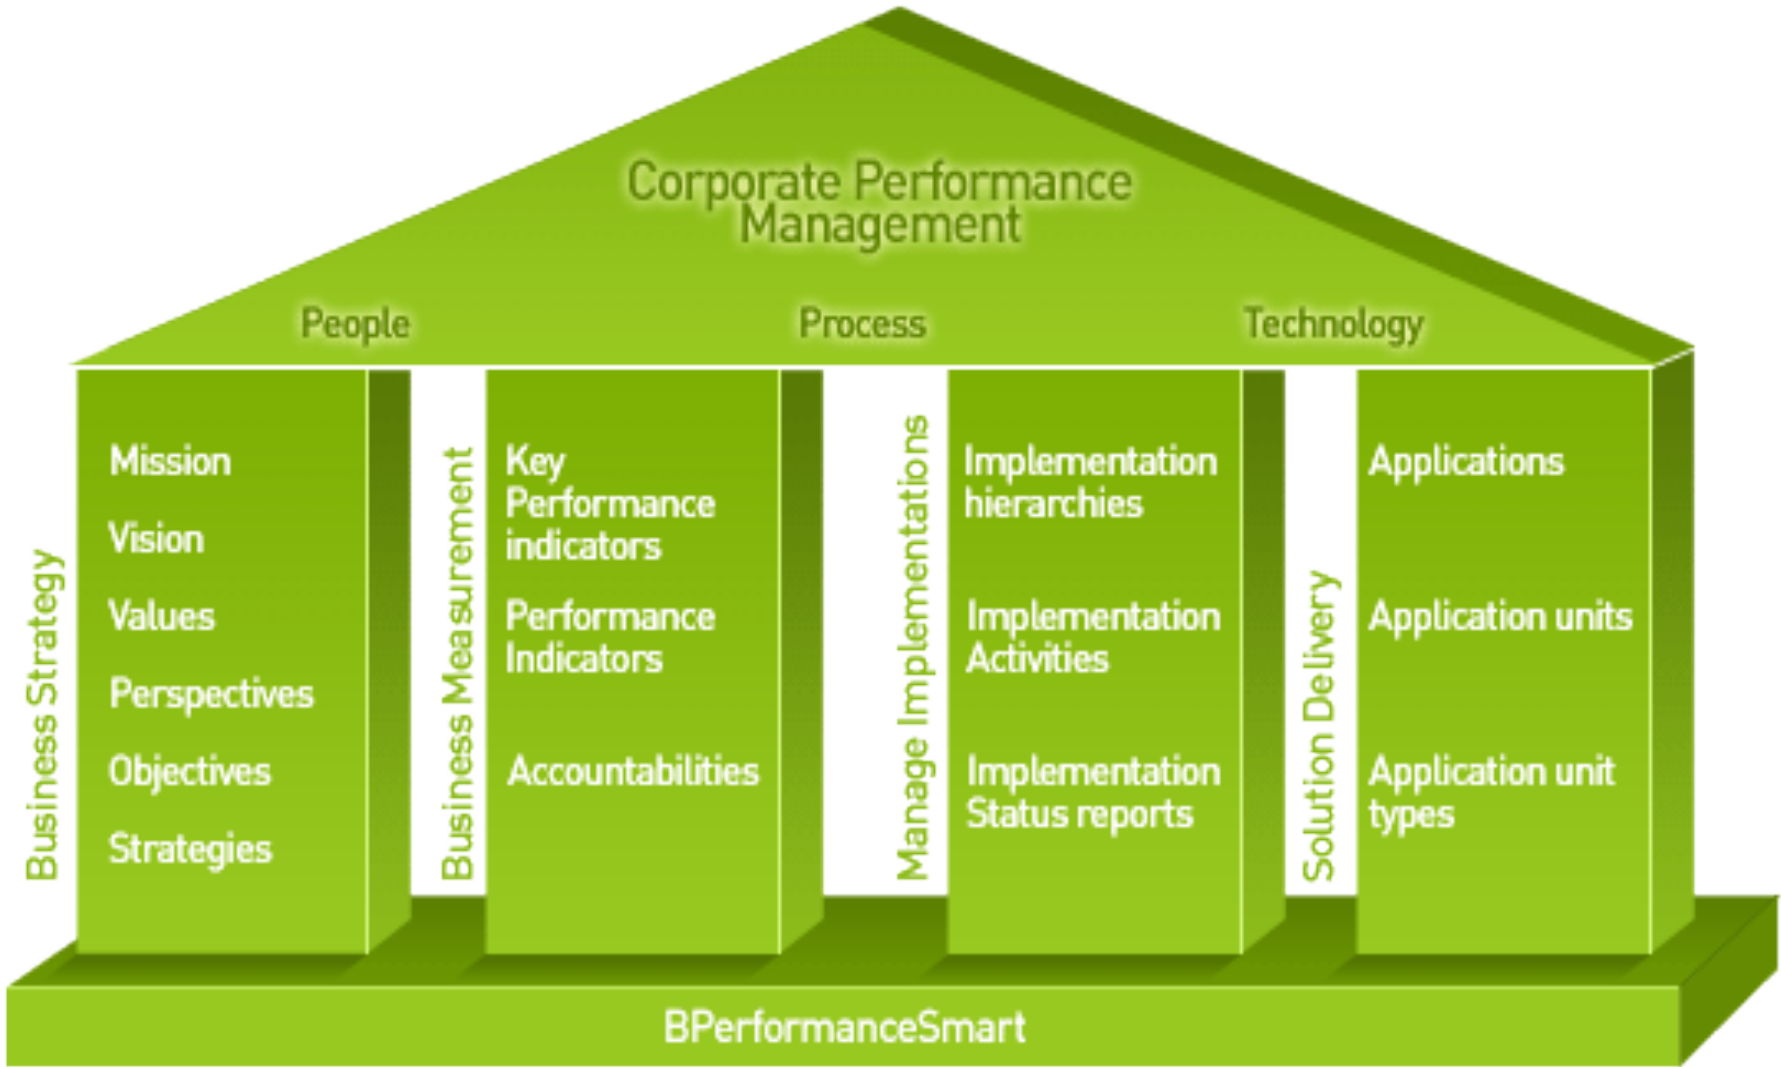 Corporate Performance
Management
People
Process
Technology
Business Strategy
Mission
Vision
Values
Perspectives
Objectives
Strategies
Business Measurement
Key
Performance
indicators
Performance
Indicators
Accountabilities
Manage Implementations
Implementation
hierarchies
Implementation
Activities
Implementation
Status reports
Solution Delivery
Applications
Application units
Application unit
types
BPerformanceSmart